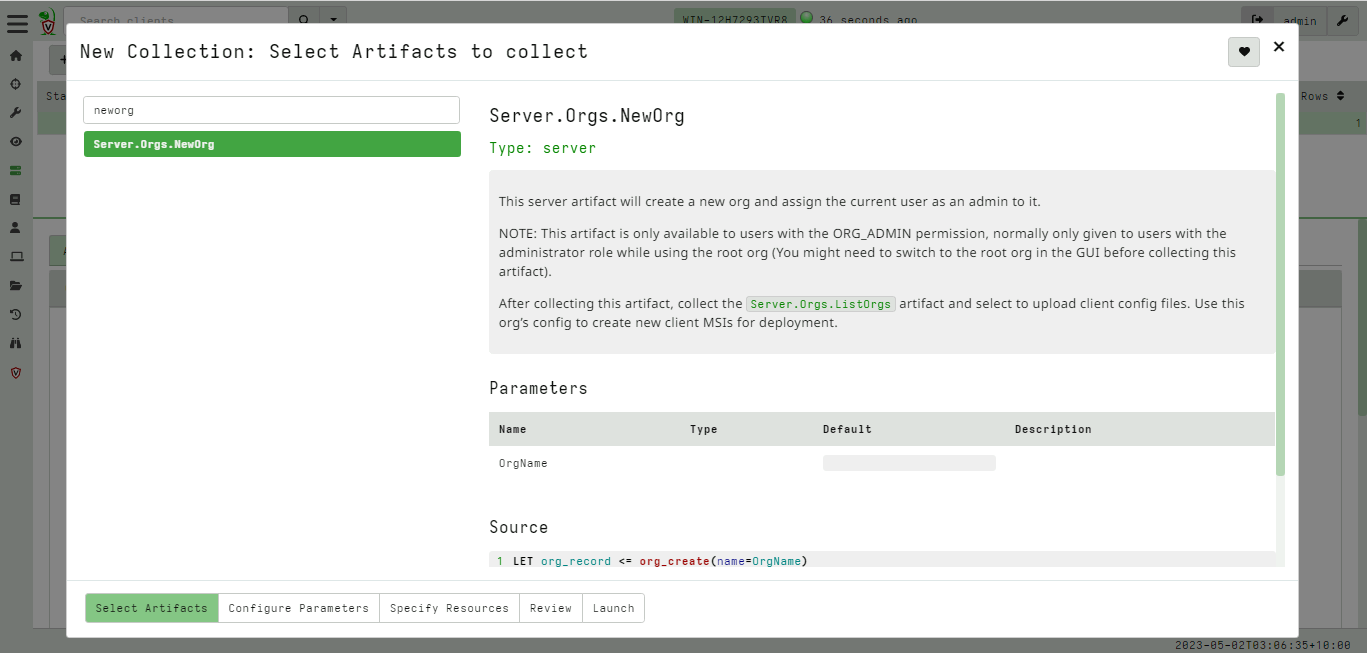 Search clients
WIN-12H7293TVR8 36 seconds ago
admin
New Collection: Select Artifacts to collect
Sta
Rows
1
neworg
Server.Orgs.NewOrg
Server.Orgs.NewOrg
Type: server
This server artifact will create a new org and assign the current user as an admin to it.
NOTE: This artifact is only available to users with the ORG_ADMIN permission, normally only given to users with the
administrator role while using the root org (You might need to switch to the root org in the GUI before collecting this
artifact).
After collecting this artifact, collect the Server.Orgs.ListOrgs artifact and select to upload client config files. Use this
org's config to create new client MSIs for deployment.
Parameters
Name Type Default Description
OrgName
Source
1 LET org_record <= org_create(name=OrgName)
Select Artifacts Configure Parameters Specify Resources Review Launch
2023-05-02T03:06:35+10:00